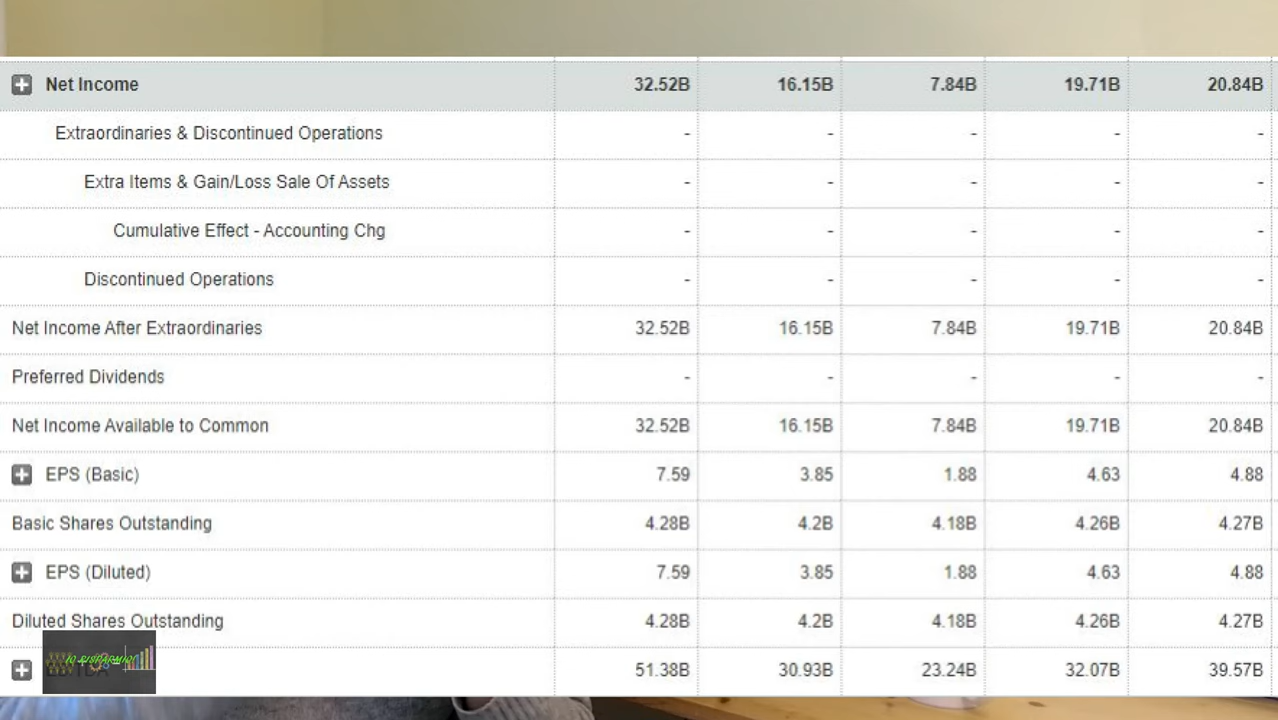 Net Income 32.52B 16.15B 7.84B 19.71B 20.84B
Extraordinaries & Discontinued Operations - - - - -
Extra Items & Gain/Loss Sale Of Assets - - - - -
Cumulative Effect - Accounting Chg - - - - -
Discontinued Operations - - - - -
Net Income After Extraordinaries 32.52B 16.15B 7.84B 19.71B 20.84B
Preferred Dividends - - - - -
Net Income Available to Common 32.52B 16.15B 7.84B 19.71B 20.84B
EPS (Basic) 7.59 3.85 1.88 4.63 4.88
Basic Shares Outstanding 4.28B 4.2B 4.18B 4.26B 4.27B
EPS (Diluted) 7.59 3.85 1.88 4.63 4.88
Diluted Shares Outstanding 4.28B 4.2B 4.18B 4.26B 4.27B
EBITDA 51.38B 30.93B 23.24B 32.07B 39.57B
IO RISPARMIO